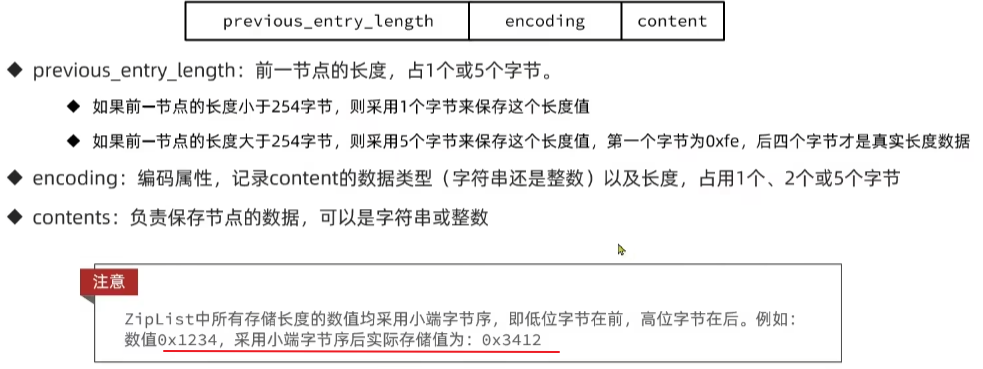 previous_entry_length encoding content
previous_entry_length：前一节点的长度，占1个或5个字节。
如果前一节点的长度小于254字节，则采用1个字节来保存这个长度值
如果前一节点的长度大于254字节，则采用5个字节来保存这个长度值，第一个字节为0xfe，后四个字节才是真实长度数据
encoding：编码属性，记录content的数据类型（字符串还是整数）以及长度，占用1个、2个或5个字节
contents：负责保存节点的数据，可以是字符串或整数
注意
ZipList中所有存储长度的数值均采用小端字节序，即低位字节在前，高位字节在后。例如：
数值0x1234，采用小端字节序后实际存储值为：0x3412